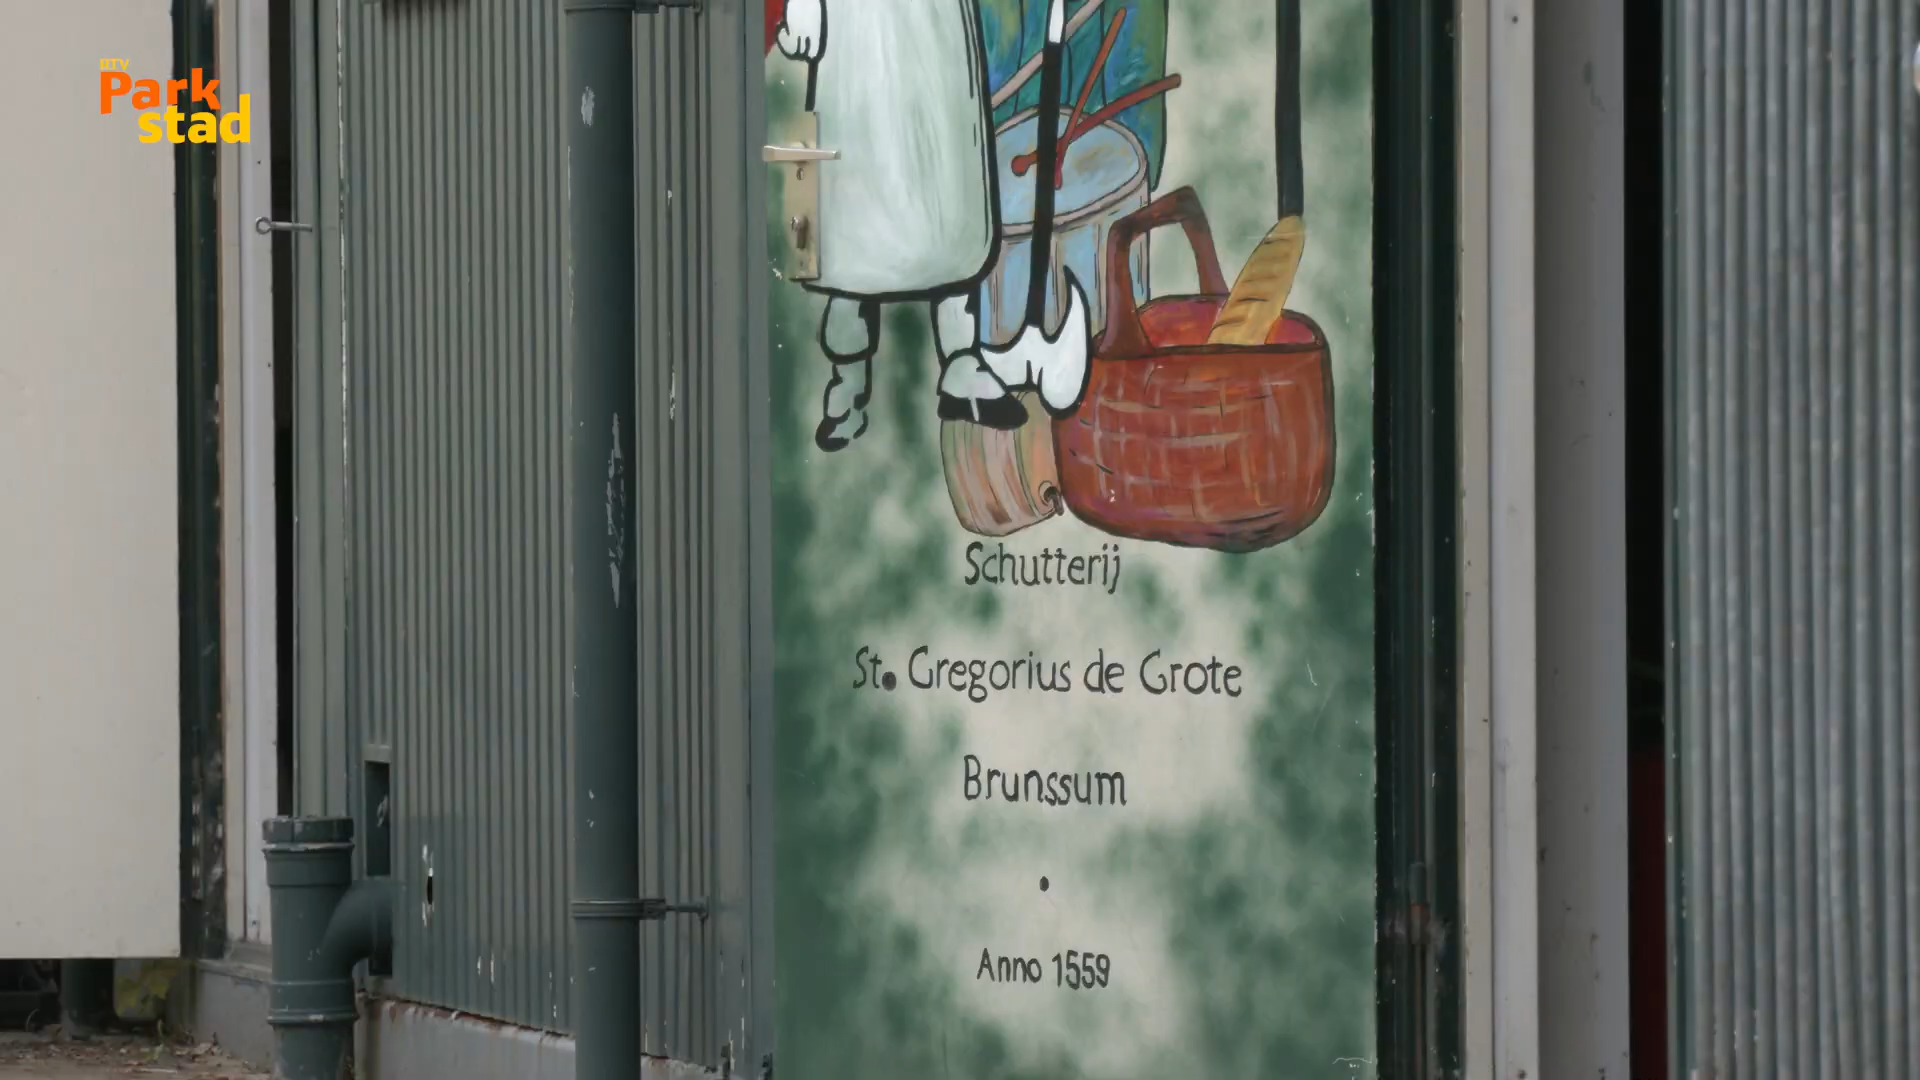 RTV
Park
stad
Schutterij
St. Gregorius de Grote
Brunssum
•
Anno 1559